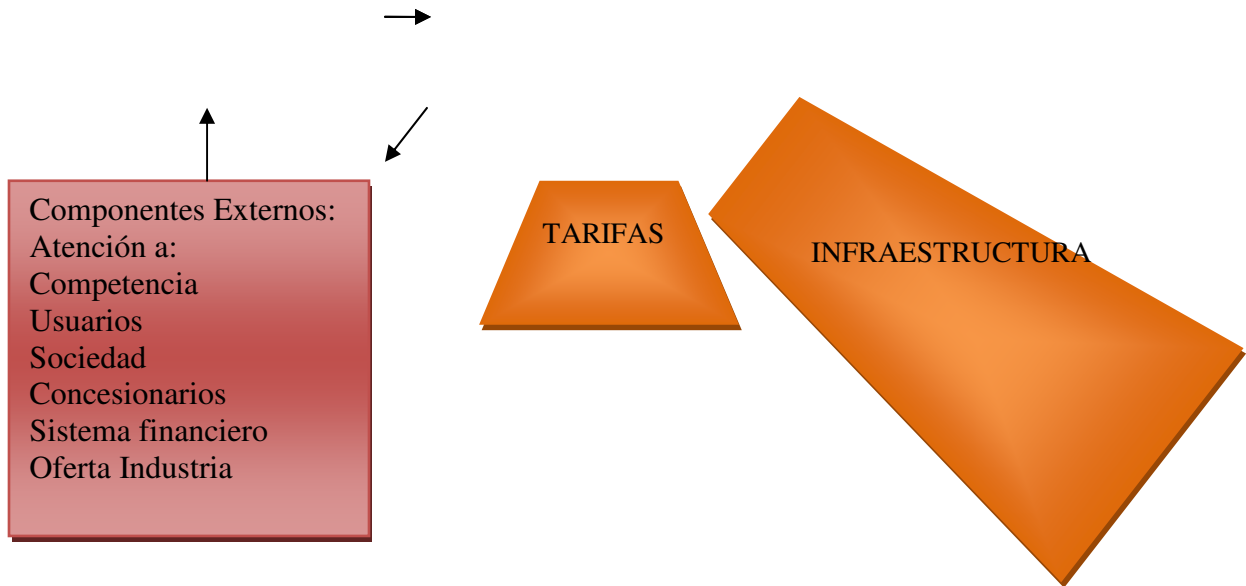 Componentes Externos:
Atención a:
Competencia
Usuarios
Sociedad
Concesionarios
Sistema financiero
Oferta Industria
TARIFAS
INFRAESTRUCTURA